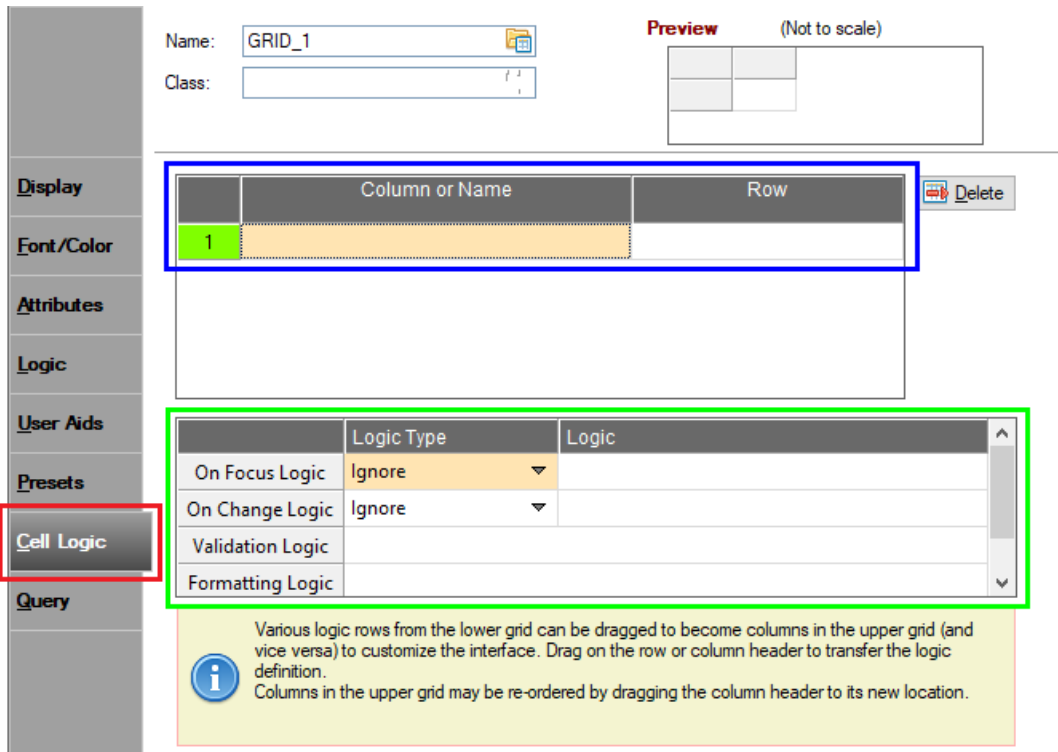 Name: GRID_1
Class:
Preview (Not to scale)
Display
Font/Color
Attributes
Logic
User Aids
Presets
Cell Logic
Query
Column or Name Row
1
Delete
Logic Type Logic
On Focus Logic Ignore
On Change Logic Ignore
Validation Logic
Formatting Logic
Various logic rows from the lower grid can be dragged to become columns in the upper grid (and
vice versa) to customize the interface. Drag on the row or column header to transfer the logic
definition.
Columns in the upper grid may be re-ordered by dragging the column header to its new location.